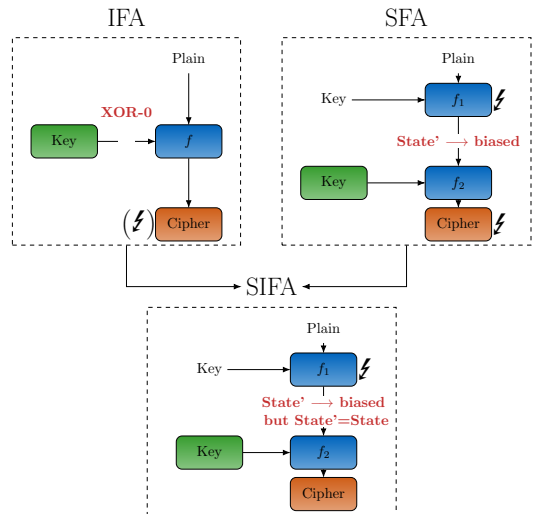 IFA
Plain
XOR-0
Key
f
Cipher
SFA
Plain
Key
f1
State' → biased
Key
f2
Cipher
SIFA
Plain
Key
f1
State' → biased
but State'=State
Key
f2
Cipher